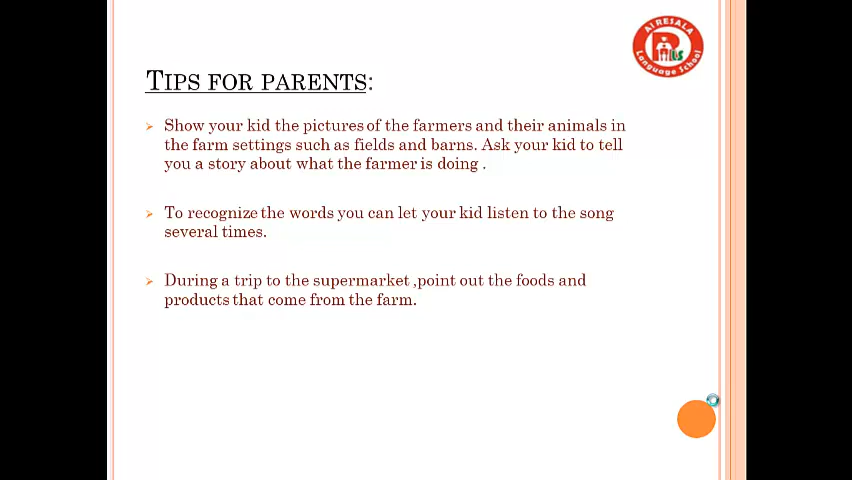 ALRESALA
Language School
TIPS FOR PARENTS:
Show your kid the pictures of the farmers and their animals in
the farm settings such as fields and barns. Ask your kid to tell
you a story about what the farmer is doing .
To recognize the words you can let your kid listen to the song
several times.
During a trip to the supermarket ,point out the foods and
products that come from the farm.